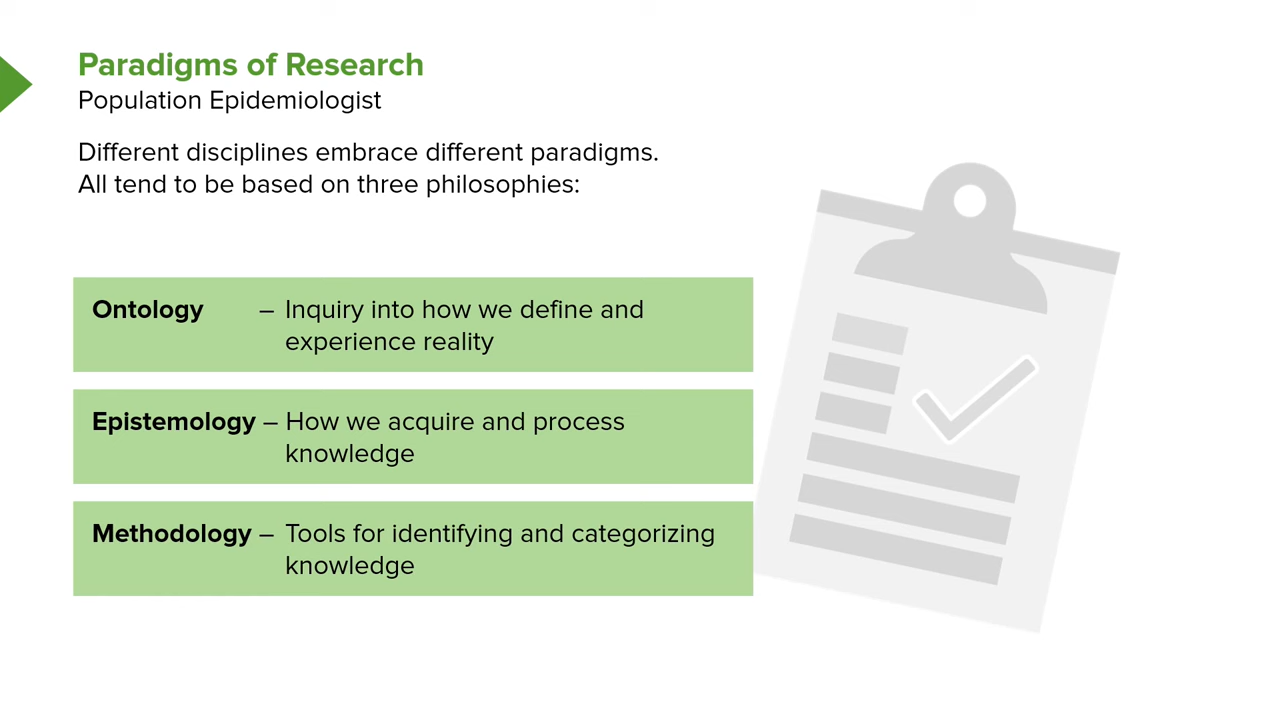 Paradigms of Research
Population Epidemiologist
Different disciplines embrace different paradigms.
All tend to be based on three philosophies:
Ontology – Inquiry into how we define and
experience reality
Epistemology – How we acquire and process
knowledge
Methodology – Tools for identifying and categorizing
knowledge